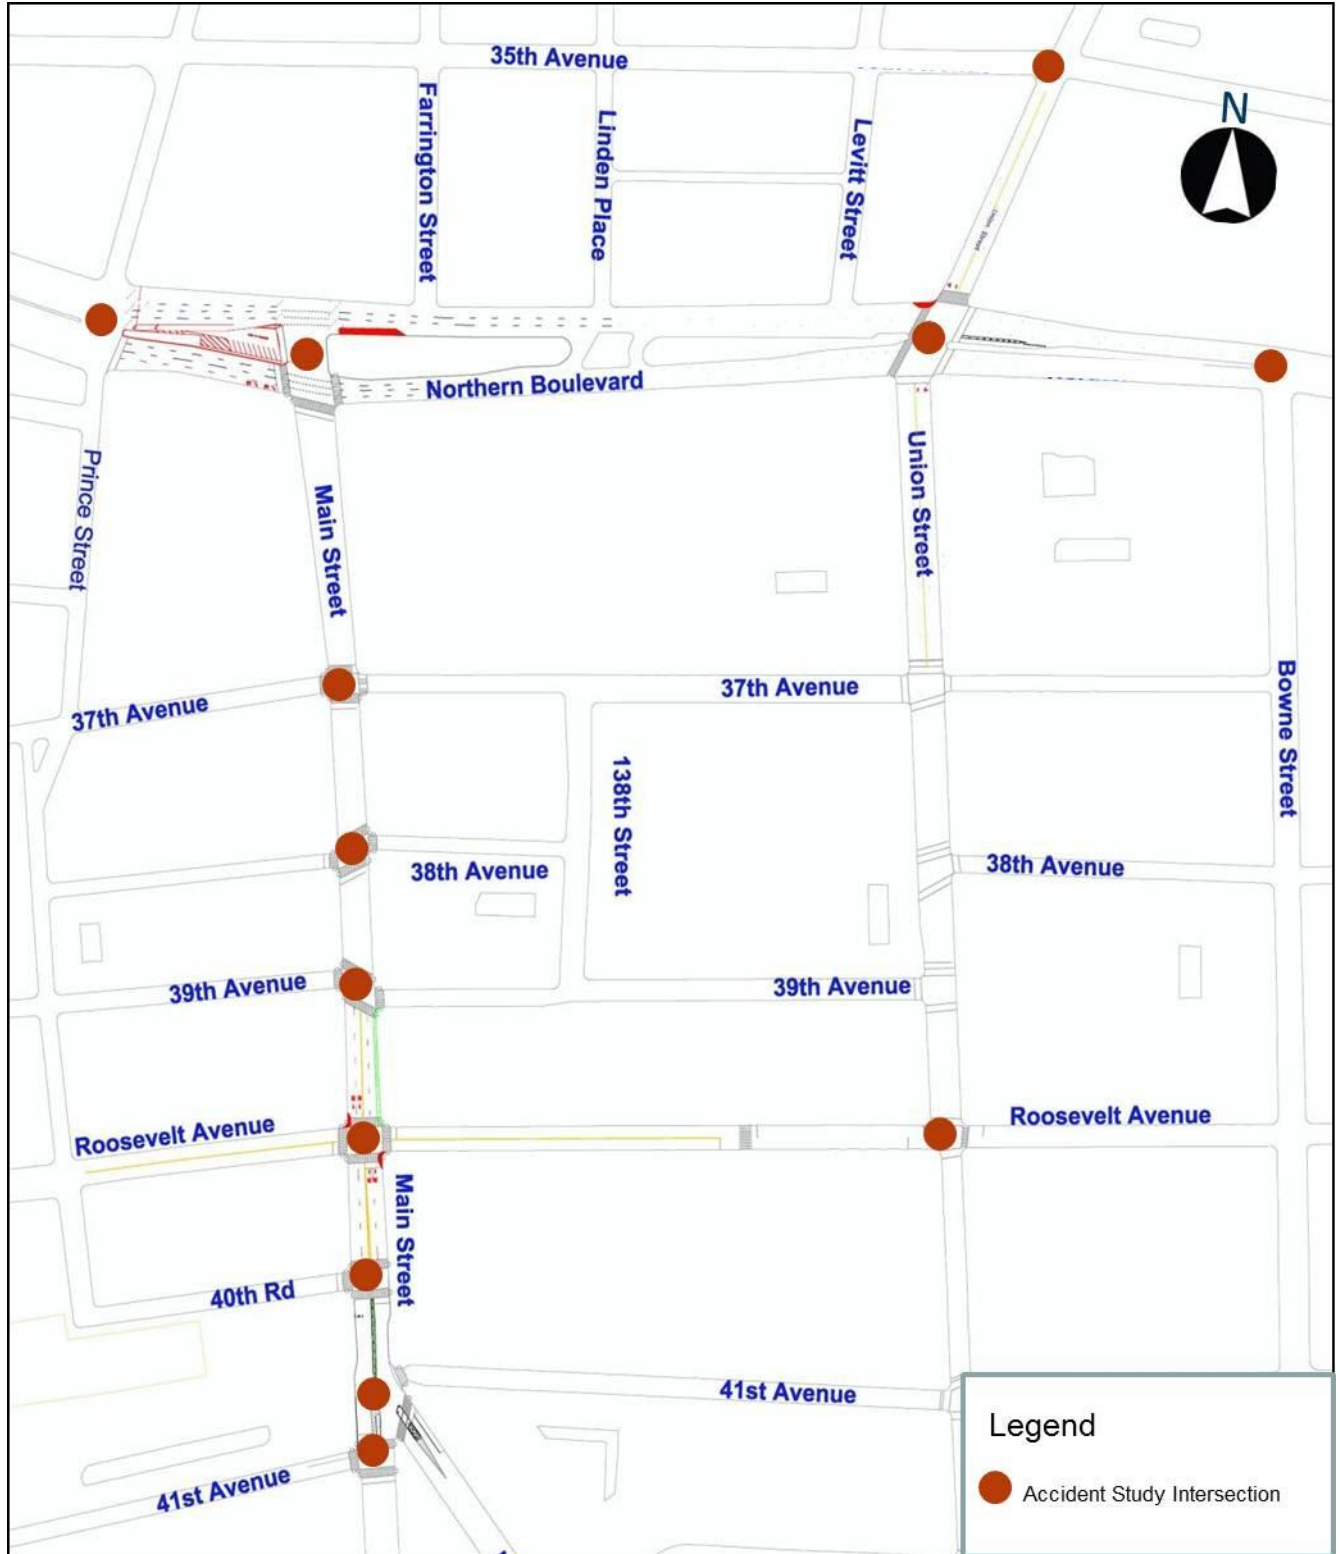 35th Avenue
N
Farrington Street
Linden Place
Levitt Street
Union Street
Northern Boulevard
Prince Street
Main Street
Union Street
37th Avenue
37th Avenue
Bowne Street
138th Street
38th Avenue
38th Avenue
39th Avenue
39th Avenue
Roosevelt Avenue
Roosevelt Avenue
Main Street
40th Rd
41st Avenue
41st Avenue
Legend
Accident Study Intersection